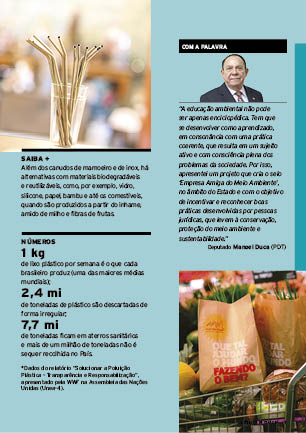 SAIBA +
Além dos canudos de mamoeiro e de inox, há
alternativas com materiais biodegradáveis
e reutilizáveis, como, por exemplo, vidro,
silicone, papel, bambu e até os comestíveis,
quando são produzidos a partir do inhame,
amido de milho e fibras de frutas.
NÚMEROS
1 kg
de lixo plástico por semana é o que cada
brasileiro produz (uma das maiores médias
mundiais);
2,4 mi
de toneladas de plástico são descartadas de
forma irregular;
7,7 mi
de toneladas ficam em aterros sanitários
e mais de um milhão de toneladas não é
sequer recolhida no País.
*Dados do relatório "Solucionar a Poluição
Plástica - Transparência e Responsabilização",
apresentado pela WWF na Assembleia das Nações
Unidas (Unea-4).
COM A PALAVRA
"A educação ambiental não pode
ser apenas enciclopédica. Tem que
se desenvolver como aprendizado,
em consonância com uma prática
coerente, que resulta em um sujeito
ativo e com consciência plena dos
problemas da sociedade. Por isso,
apresentei um projeto que cria o selo
'Empresa Amiga do Meio Ambiente',
no âmbito do Estado e com o objetivo
de incentivar e reconhecer boas
práticas desenvolvidas por pessoas
jurídicas, que levem à conservação,
proteção do meio ambiente e
sustentabilidade."
Deputado Manoel Duca (PDT)
QUE TAL
AJUDAR
O MUNDO
FAZENDO
O BEM?